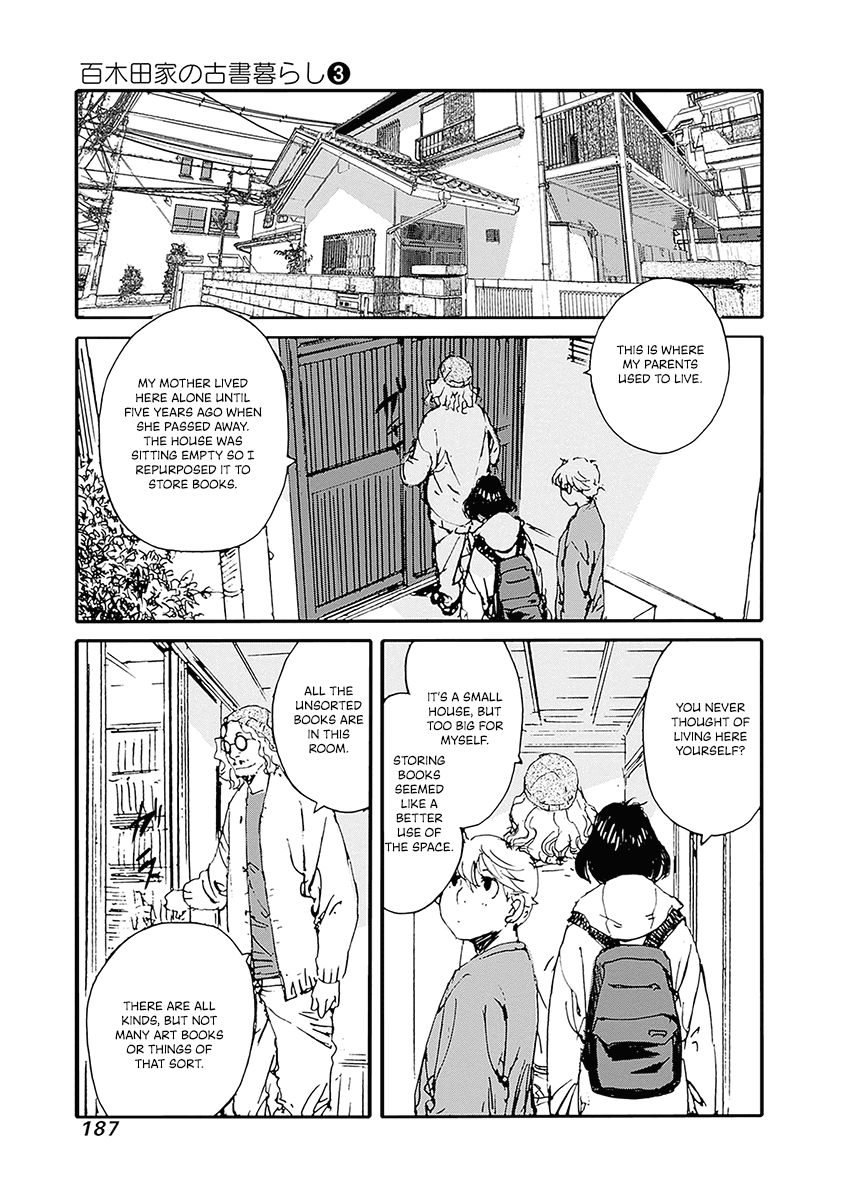 百木田家の古書暮らし❸
THIS IS WHERE
MY PARENTS
USED TO LIVE.
MY MOTHER LIVED
HERE ALONE UNTIL
FIVE YEARS AGO WHEN
SHE PASSED AWAY.
THE HOUSE WAS
SITTING EMPTY SO I
REPURPOSED IT TO
STORE BOOKS.
YOU NEVER
THOUGHT OF
LIVING HERE
YOURSELF?
IT'S A SMALL
HOUSE, BUT
TOO BIG FOR
MYSELF.
STORING
BOOKS
SEEMED
LIKE A
BETTER
USE OF
THE SPACE.
ALL THE
UNSORTED
BOOKS ARE
IN THIS
ROOM.
THERE ARE ALL
KINDS, BUT NOT
MANY ART BOOKS
OR THINGS OF
THAT SORT.
187